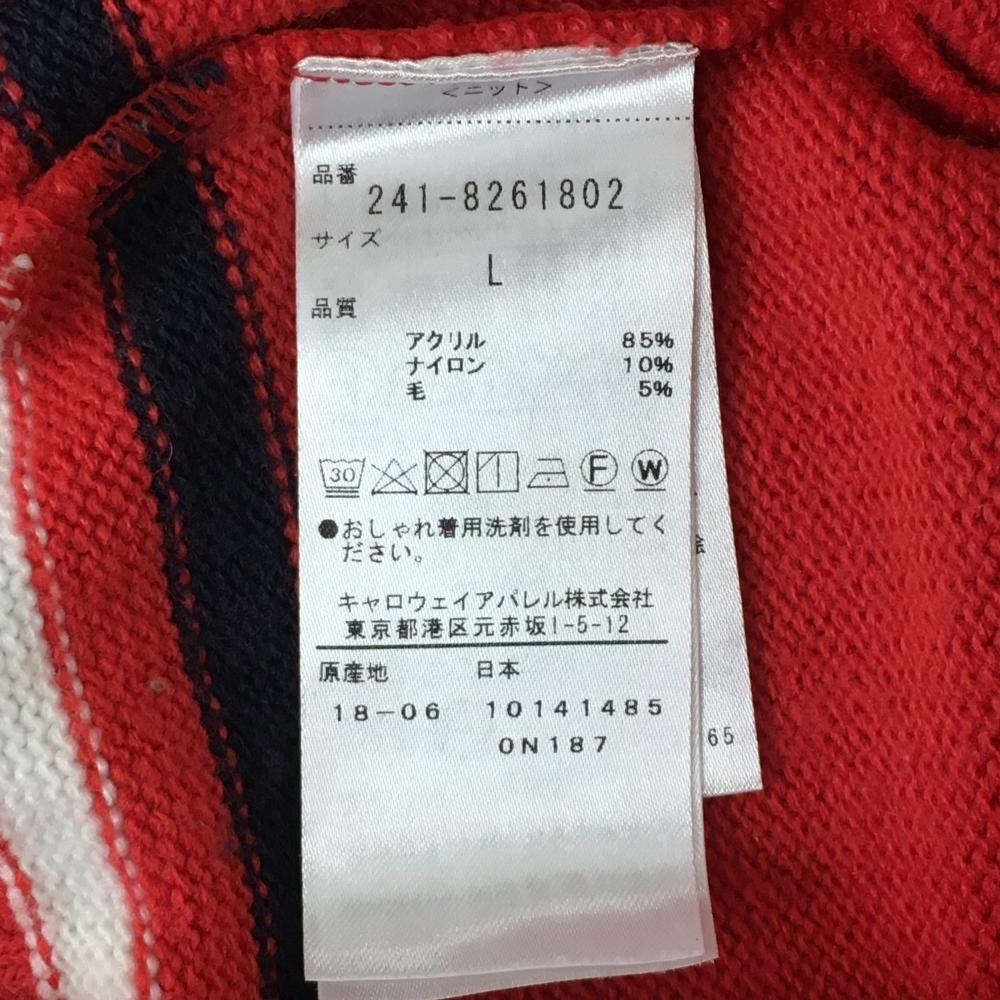 <ニット>
品番
241-8261802
サイズ
L
品質
アクリル 85%
ナイロン 10%
毛 5%
30 F W
●おしゃれ着用洗剤を使用してく
ださい。
キャロウェイアパレル株式会社
東京都港区元赤坂1-5-12
原産地 日本
18-06 10141485
0N187
65